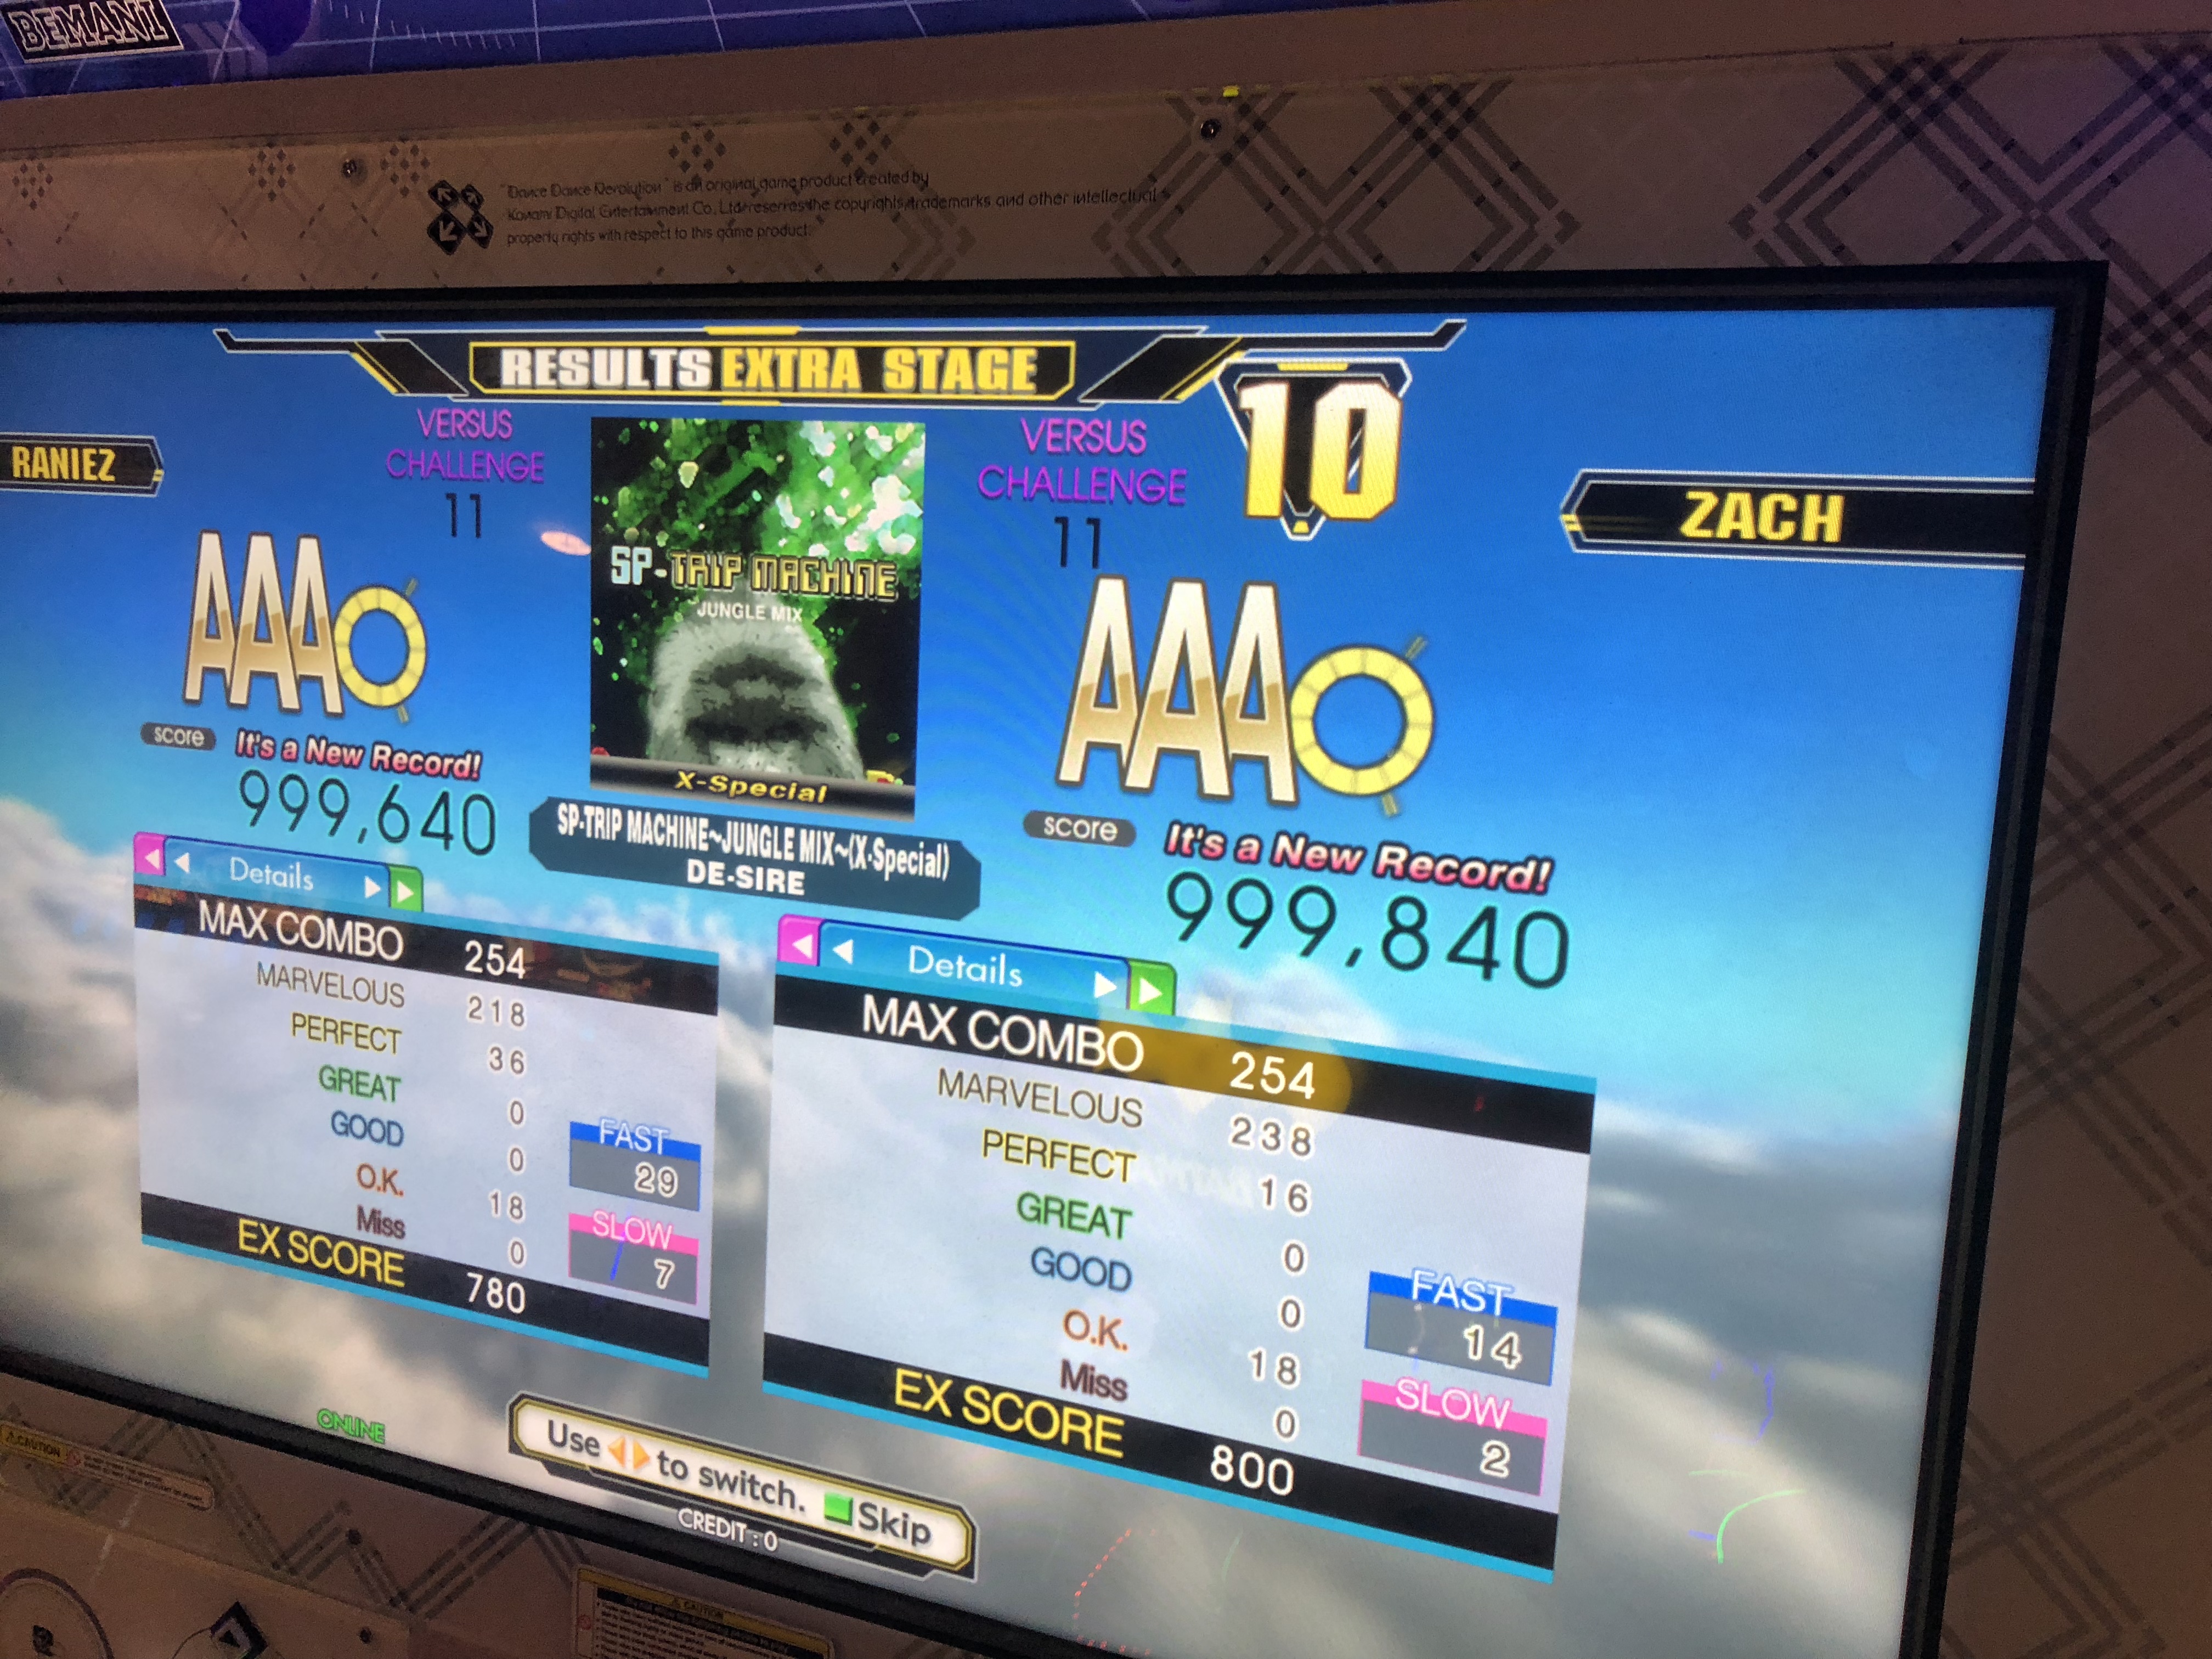 BEMANI
"Dance Dance Revolution" is an original game product created by
Konami Digital Entertainment Co., Ltd. reserves the copyrights, trademarks and other intellectual
property rights with respect to this game product.
RESULTS EXTRA STAGE
10
RANIEZ
VERSUS
CHALLENGE
11
VERSUS
CHALLENGE
11
ZACH
SP-TRIP MACHINE
JUNGLE MIX
X-Special
SP-TRIP MACHINE~JUNGLE MIX~(X-Special)
DE-SIRE
AAA
score
It's a New Record!
999,640
Details
MAX COMBO 254
MARVELOUS 218
PERFECT 36
GREAT 0
GOOD 0
O.K. 18
Miss 0
EX SCORE 780
FAST
29
SLOW
7
AAA
score
It's a New Record!
999,840
Details
MAX COMBO 254
MARVELOUS 238
PERFECT 16
GREAT 0
GOOD 0
O.K. 18
Miss 0
EX SCORE 800
FAST
14
SLOW
2
ONLINE
Use to switch. Skip
CREDIT : 0
CAUTION
CAUTION